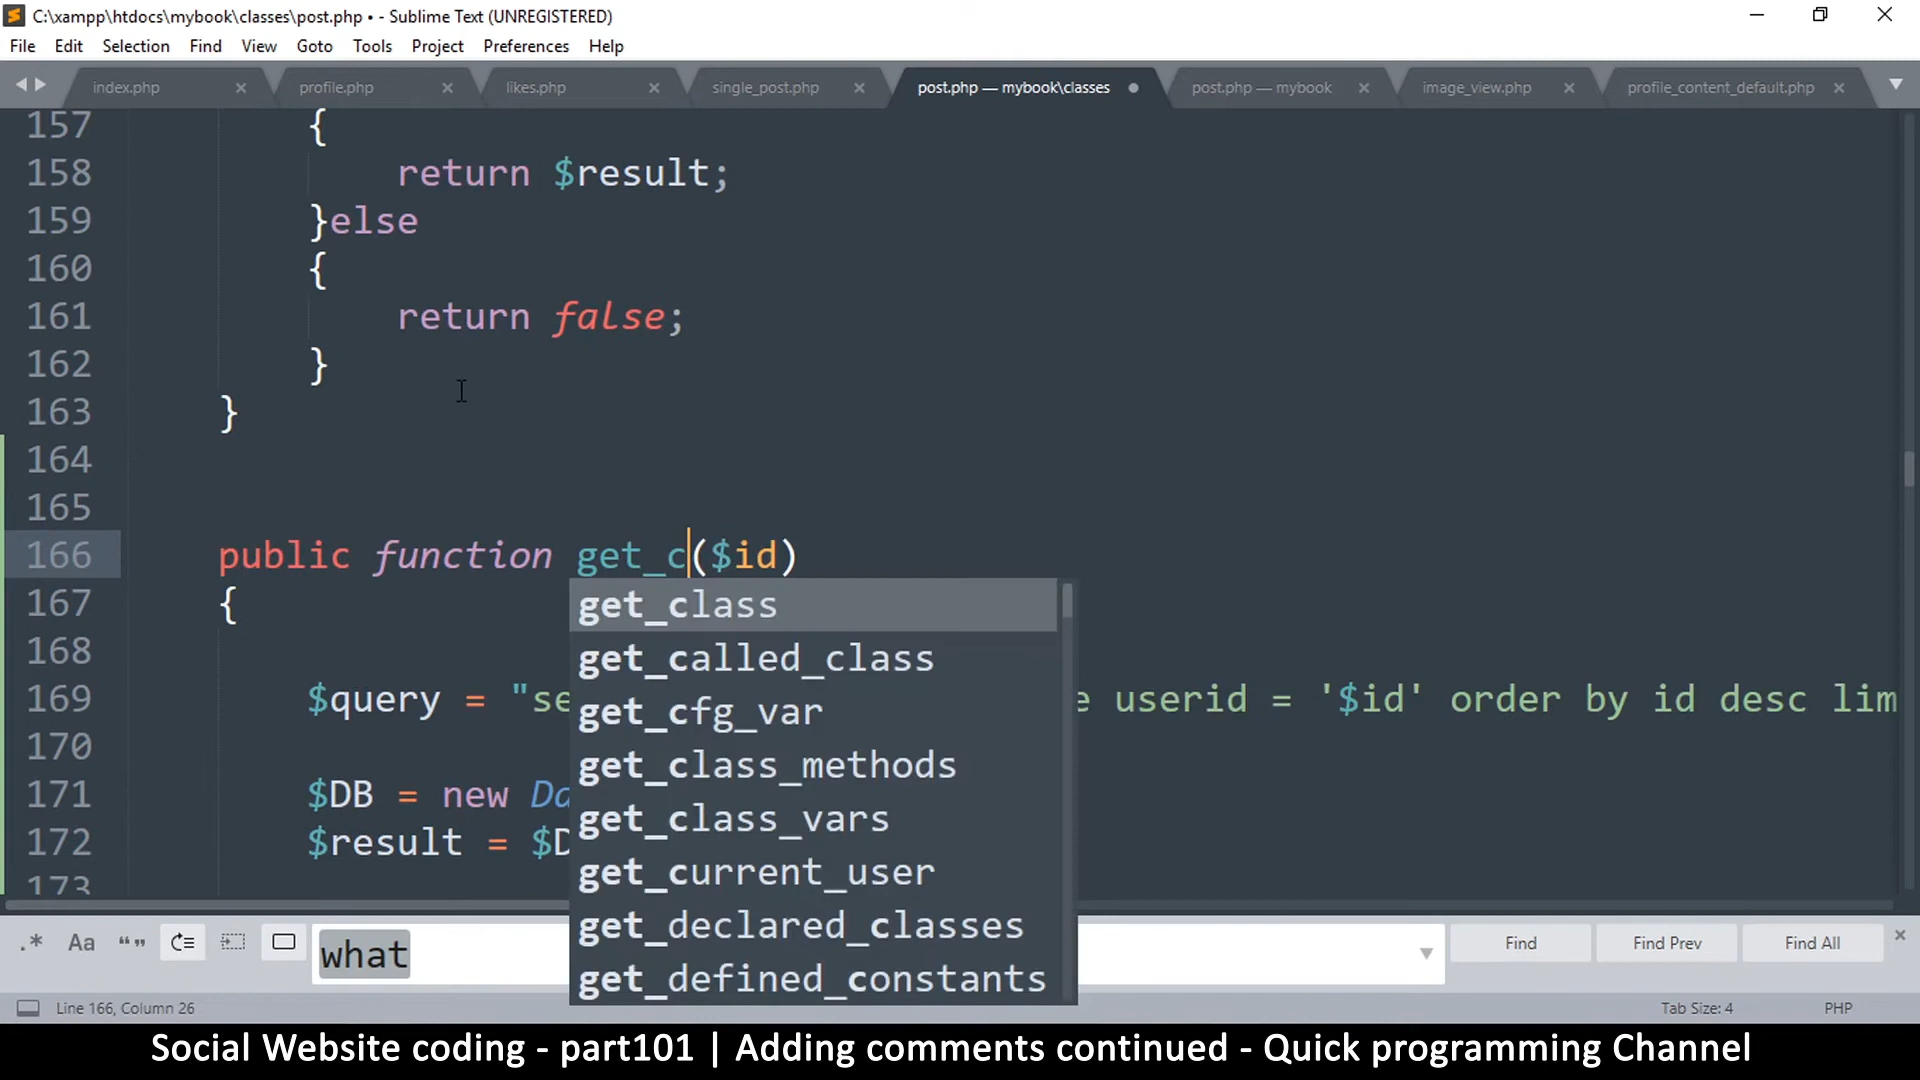 C:\xampp\htdocs\mybook\classes\post.php • - Sublime Text (UNREGISTERED)
File Edit Selection Find View Goto Tools Project Preferences Help
index.php profile.php likes.php single_post.php post.php — mybook\classes post.php — mybook image_view.php profile_content_default.php
157 {
158 return $result;
159 }else
160 {
161 return false;
162 }
163 }
164
165
166 public function get_c($id)
167 {
get_class
168
get_called_class
169 $query = "se e userid = '$id' order by id desc lim
get_cfg_var
170
get_class_methods
171 $DB = new Da
get_class_vars
172 $result = $D
get_current_user
173
get_declared_classes
get_defined_constants
.* Aa “” what Find Find Prev Find All
Line 166, Column 26 Tab Size: 4 PHP
Social Website coding - part101 | Adding comments continued - Quick programming Channel